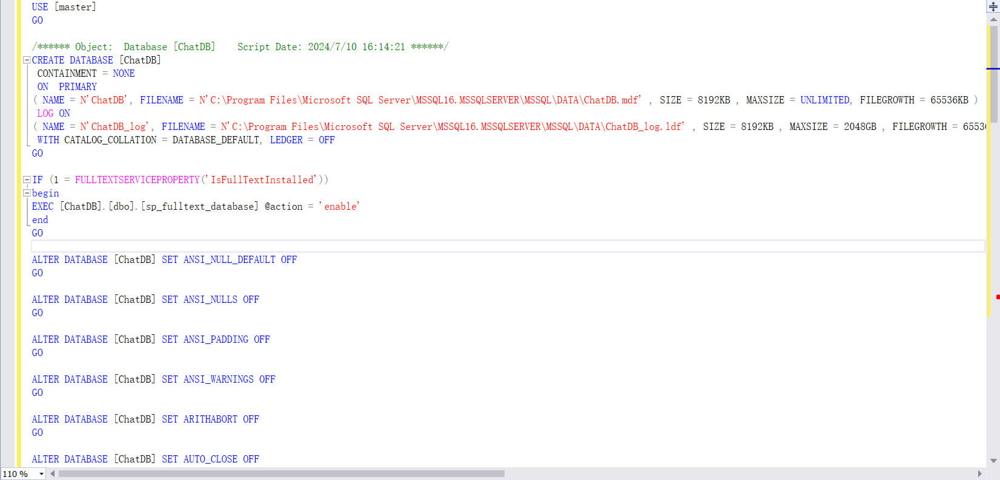 USE [master]
GO
/****** Object:  Database [ChatDB]    Script Date: 2024/7/10 16:14:21 ******/
CREATE DATABASE [ChatDB]
CONTAINMENT = NONE
ON  PRIMARY
( NAME = N'ChatDB', FILENAME = N'C:\Program Files\Microsoft SQL Server\MSSQL16.MSSQLSERVER\MSSQL\DATA\ChatDB.mdf' , SIZE = 8192KB , MAXSIZE = UNLIMITED, FILEGROWTH = 65536KB )
LOG ON
( NAME = N'ChatDB_log', FILENAME = N'C:\Program Files\Microsoft SQL Server\MSSQL16.MSSQLSERVER\MSSQL\DATA\ChatDB_log.ldf' , SIZE = 8192KB , MAXSIZE = 2048GB , FILEGROWTH =
WITH CATALOG_COLLATION = DATABASE_DEFAULT, LEDGER = OFF
GO
IF (1 = FULLTEXTSERVICEPROPERTY('IsFullTextInstalled'))
begin
EXEC [ChatDB].[dbo].[sp_fulltext_database] @action = 'enable'
end
GO
ALTER DATABASE [ChatDB] SET ANSI_NULL_DEFAULT OFF
GO
ALTER DATABASE [ChatDB] SET ANSI_NULLS OFF
GO
ALTER DATABASE [ChatDB] SET ANSI_PADDING OFF
GO
ALTER DATABASE [ChatDB] SET ANSI_WARNINGS OFF
GO
ALTER DATABASE [ChatDB] SET ARITHABORT OFF
GO
ALTER DATABASE [ChatDB] SET AUTO_CLOSE OFF
110 %